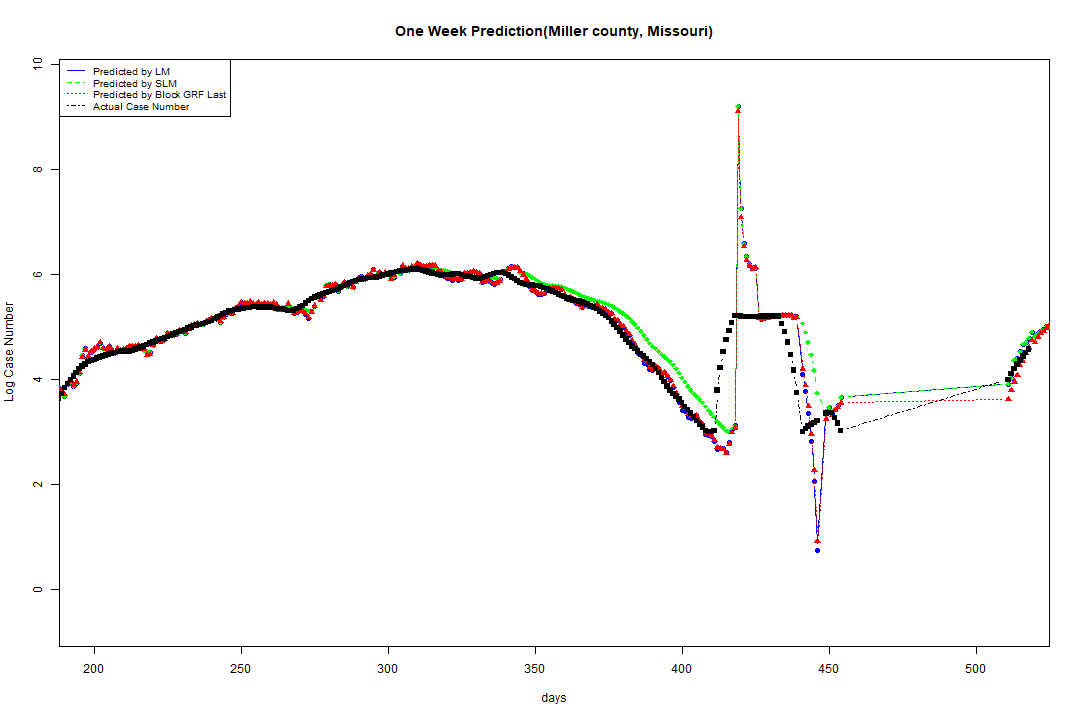 One Week Prediction(Miller county, Missouri)
Predicted by LM
Predicted by SLM
Predicted by Block GRF Last
Actual Case Number
Log Case Number
10
8
6
4
2
0
200 250 300 350 400 450 500
days